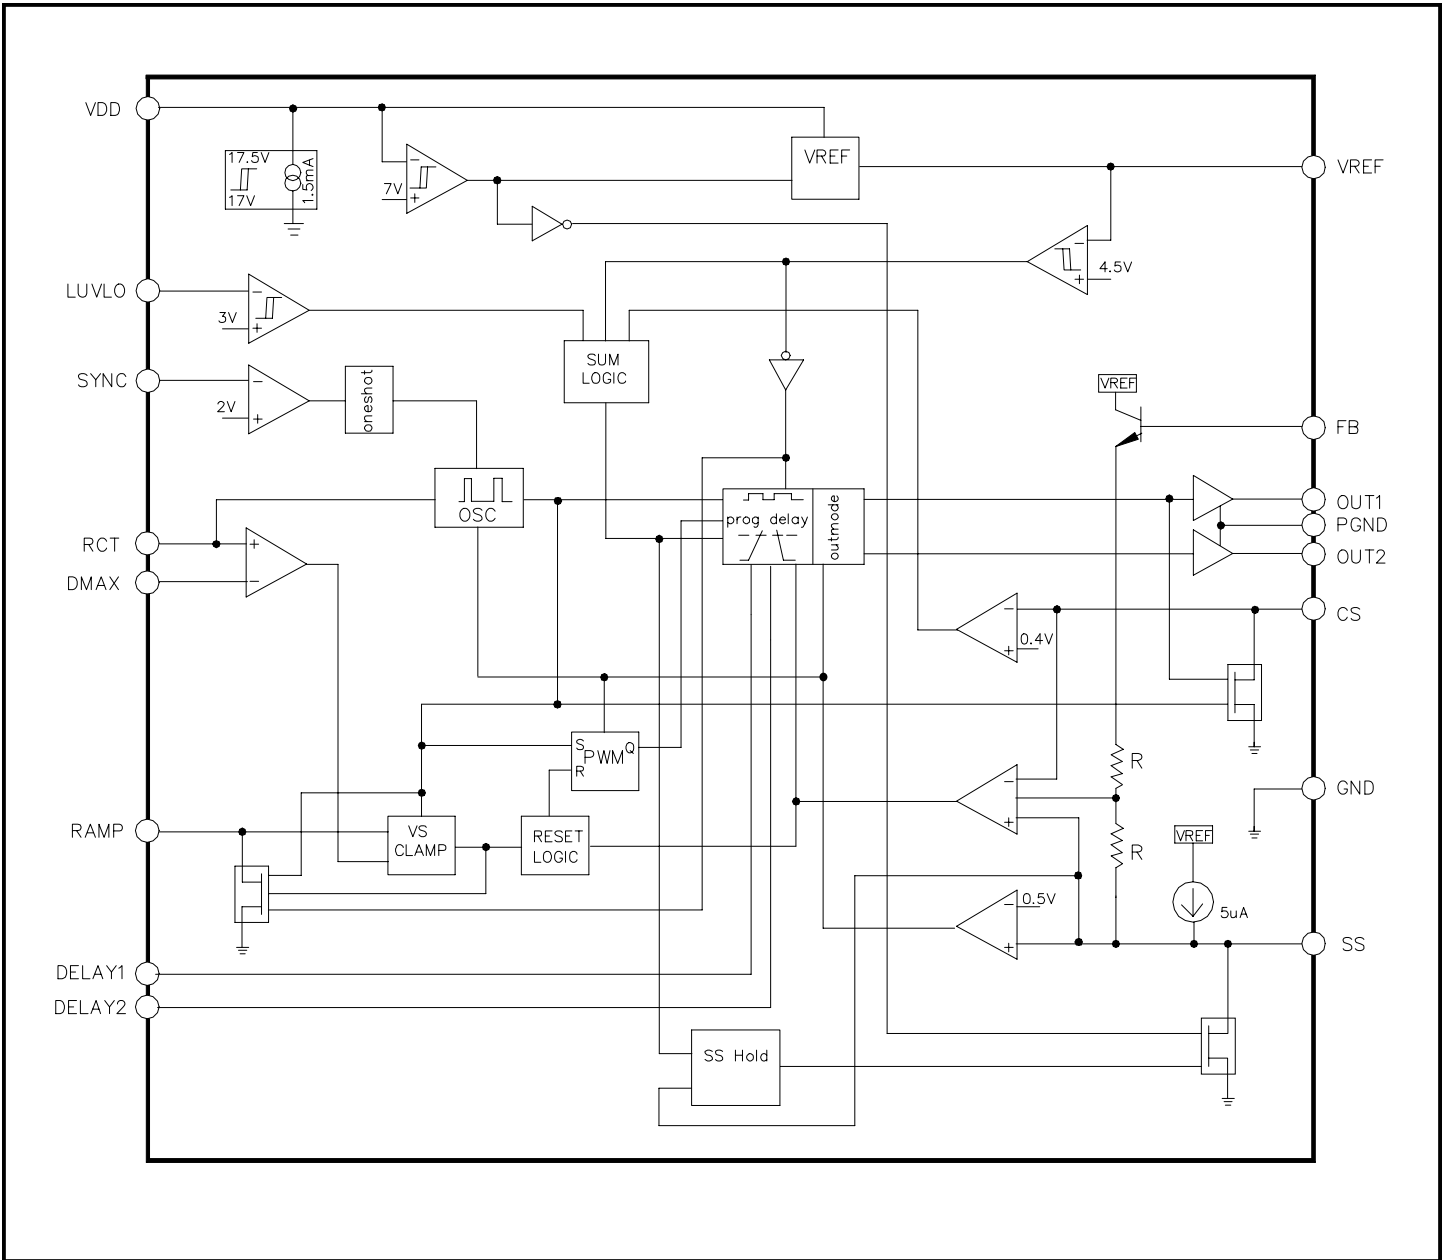 VDD
17.5V
17V
1.5mA
7V
-
+
VREF
VREF
-
+
4.5V
LUVLO
3V
-
+
SUM
LOGIC
SYNC
2V
-
+
oneshot
VREF
FB
OSC
prog delay
outmode
OUT1
PGND
OUT2
RCT
DMAX
+
-
CS
-
+
0.4V
S
PWM
Q
R
R
-
+
GND
RAMP
VS
CLAMP
RESET
LOGIC
R
VREF
5uA
-
+
0.5V
SS
DELAY1
DELAY2
SS Hold